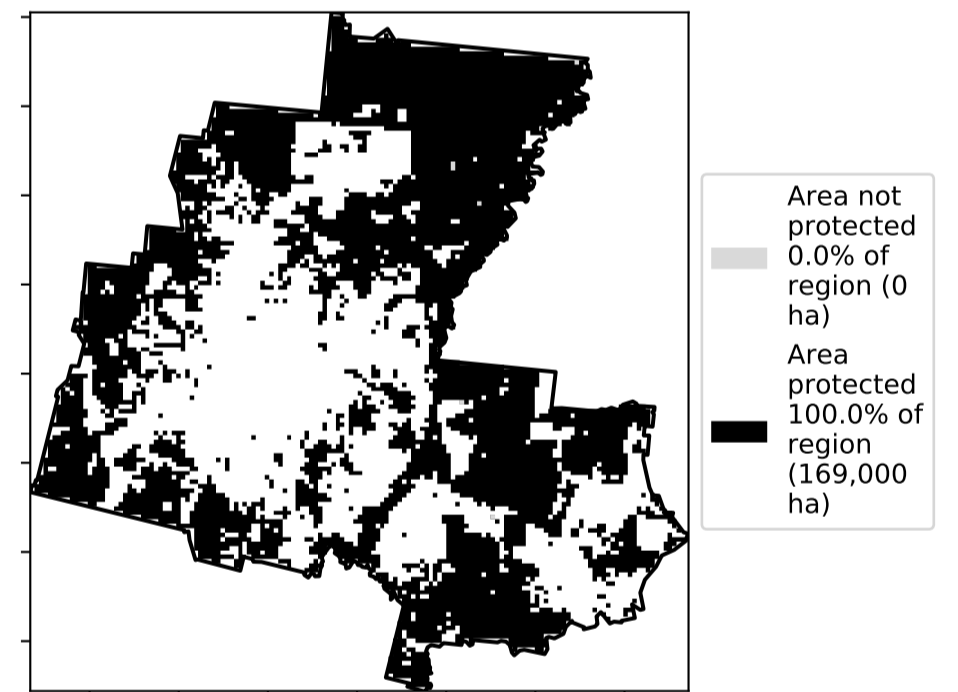 Area not
protected
0.0% of
region (0
ha)
Area
protected
100.0% of
region
(169,000
ha)